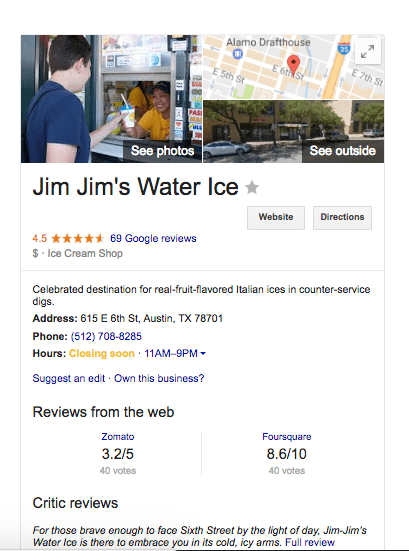 Alamo Drafthouse
35
E 5th St
E 6th St
E 7th St
See photos
See outside
Jim Jim's Water Ice
Website
Directions
4.5
69 Google reviews
$ · Ice Cream Shop
Celebrated destination for real-fruit-flavored Italian ices in counter-service
digs.
Address: 615 E 6th St, Austin, TX 78701
Phone: (512) 708-8285
Hours: Closing soon · 11AM–9PM
Suggest an edit · Own this business?
Reviews from the web
Zomato
Foursquare
3.2/5
8.6/10
40 votes
40 votes
Critic reviews
For those brave enough to face Sixth Street by the light of day, Jim-Jim's
Water Ice is there to embrace you in its cold, icy arms. Full review